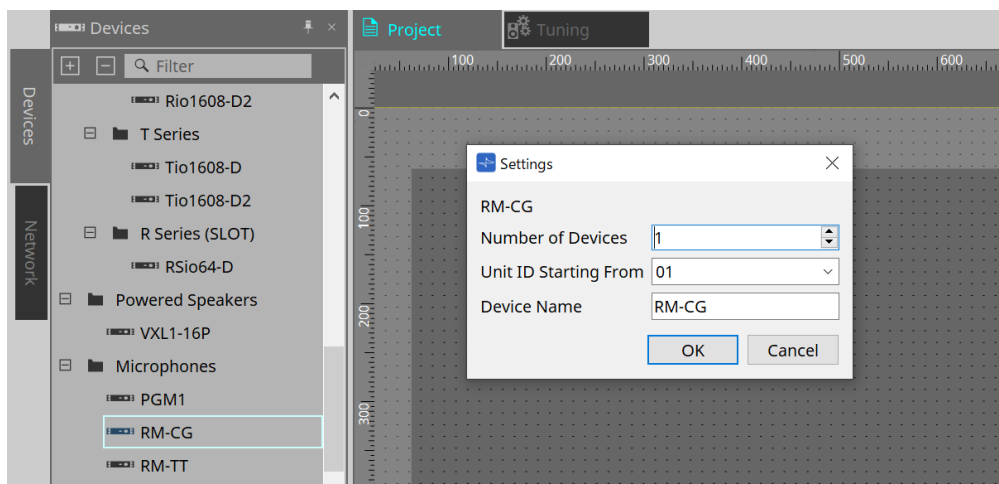 Devices
Filter
Rio1608-D2
T Series
Tio1608-D
Tio1608-D2
R Series (SLOT)
RSio64-D
Powered Speakers
VXL1-16P
Microphones
PGM1
RM-CG
RM-TT
Devices
Network
Project
Tuning
100 200 300 400 500 600
0
100
200
300
Settings
RM-CG
Number of Devices 1
Unit ID Starting From 01
Device Name RM-CG
OK Cancel